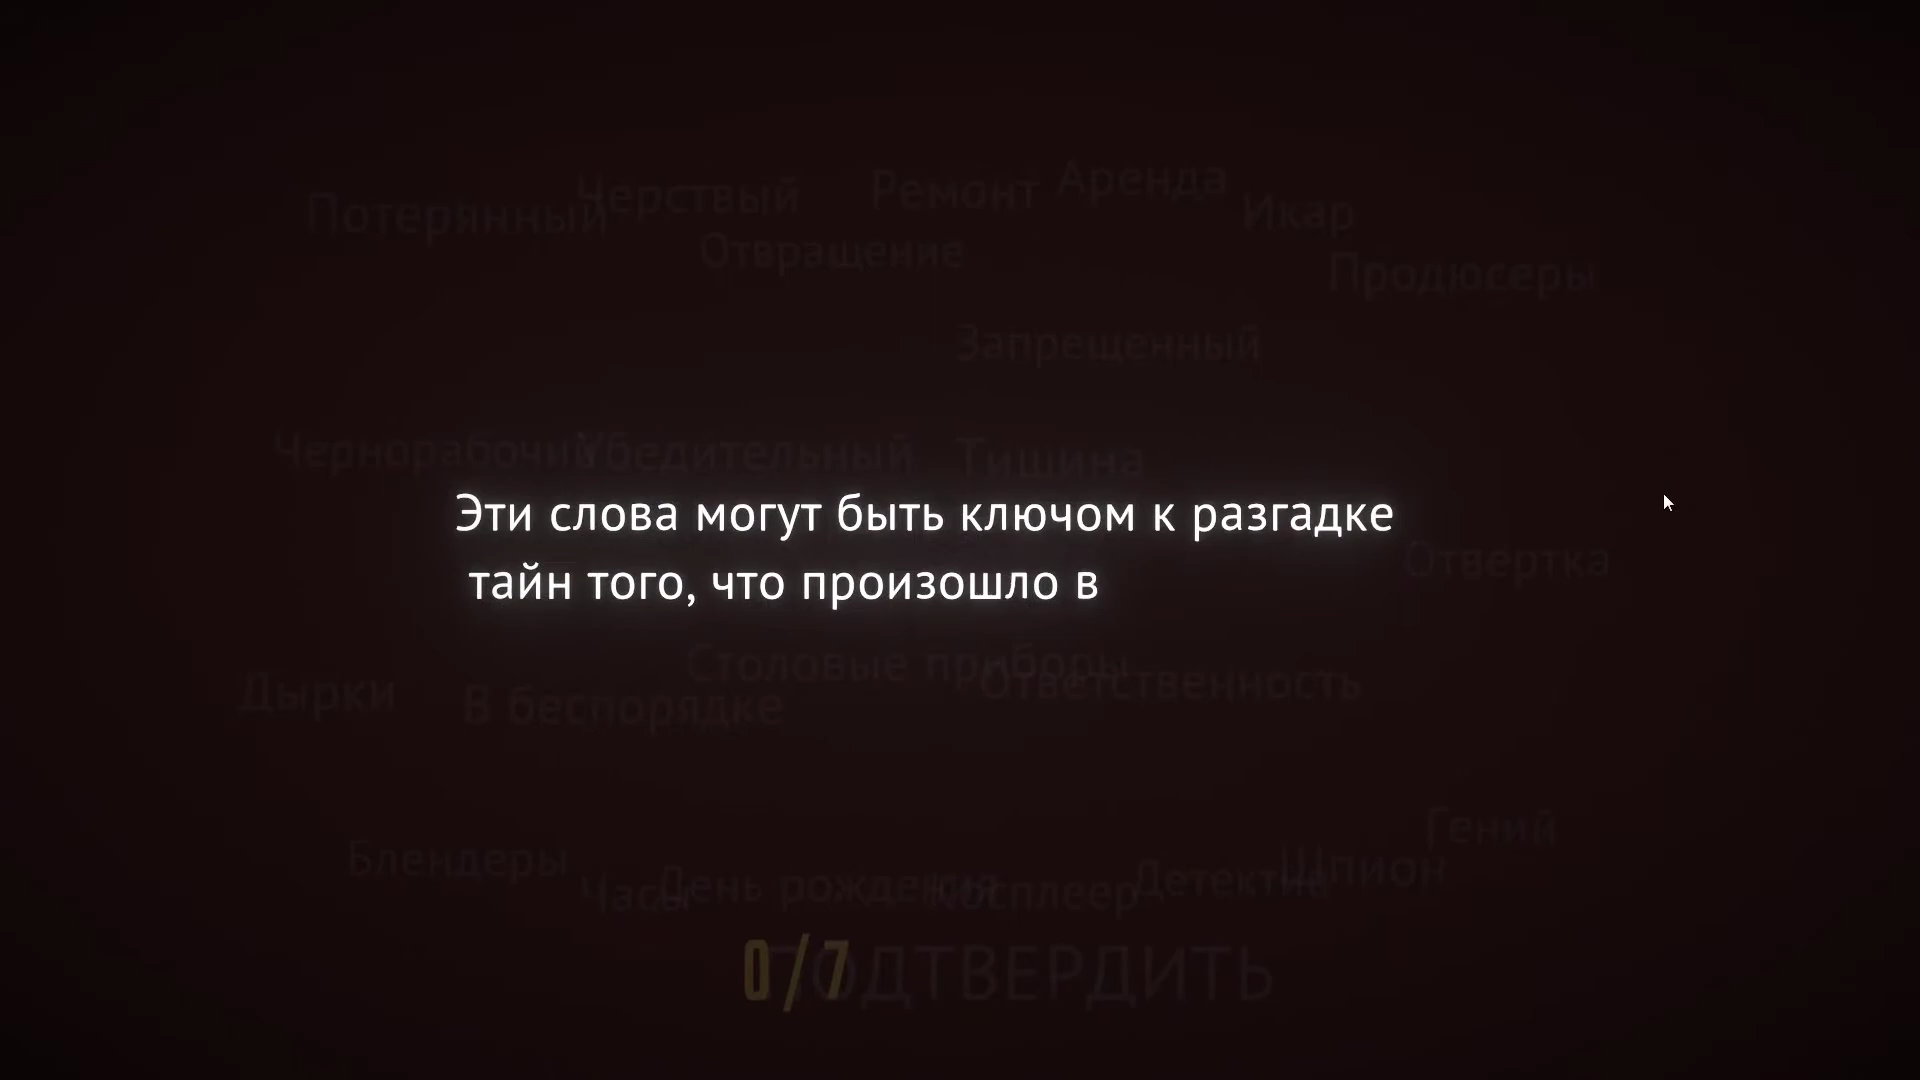 Потерянный
Черствый
Ремонт
Аренда
Икар
Отвращение
Продюсеры
Запрещенный
Чернорабочий
Убедительный
Тишина
Эти слова могут быть ключом к разгадке
тайн того, что произошло в
Отвертка
Столовые приборы
Ответственность
Дырки
В беспорядке
Гений
Блендеры
Часы
День рождения
Косплеер
Детектив
Шпион
0/7
ПОДТВЕРДИТЬ